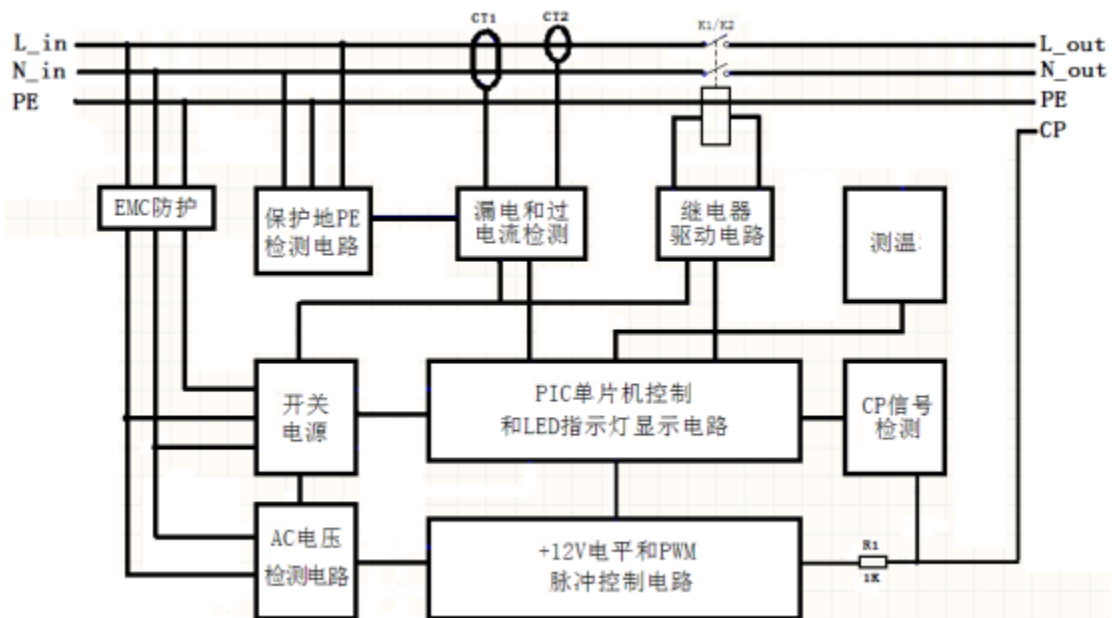 CT1
CT2
K1/K2
L_in
L_out
N_in
N_out
PE
PE
CP
EMC防护
保护地PE
检测电路
漏电和过
电流检测
继电器
驱动电路
测温
开关
电源
PIC单片机控制
和LED指示灯显示电路
CP信号
检测
AC电压
检测电路
+12V电平和PWM
脉冲控制电路
R1
1K